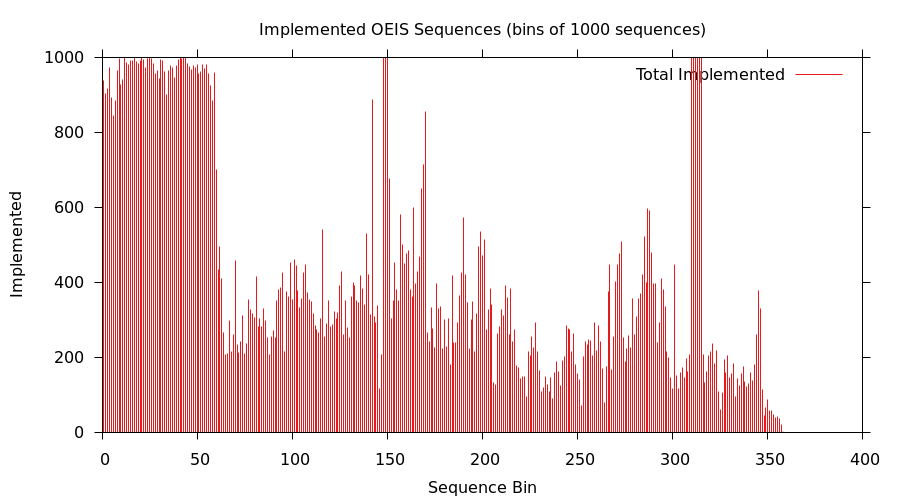 Implemented OEIS Sequences (bins of 1000 sequences)
Total Implemented
Implemented
1000
800
600
400
200
0
0 50 100 150 200 250 300 350 400
Sequence Bin